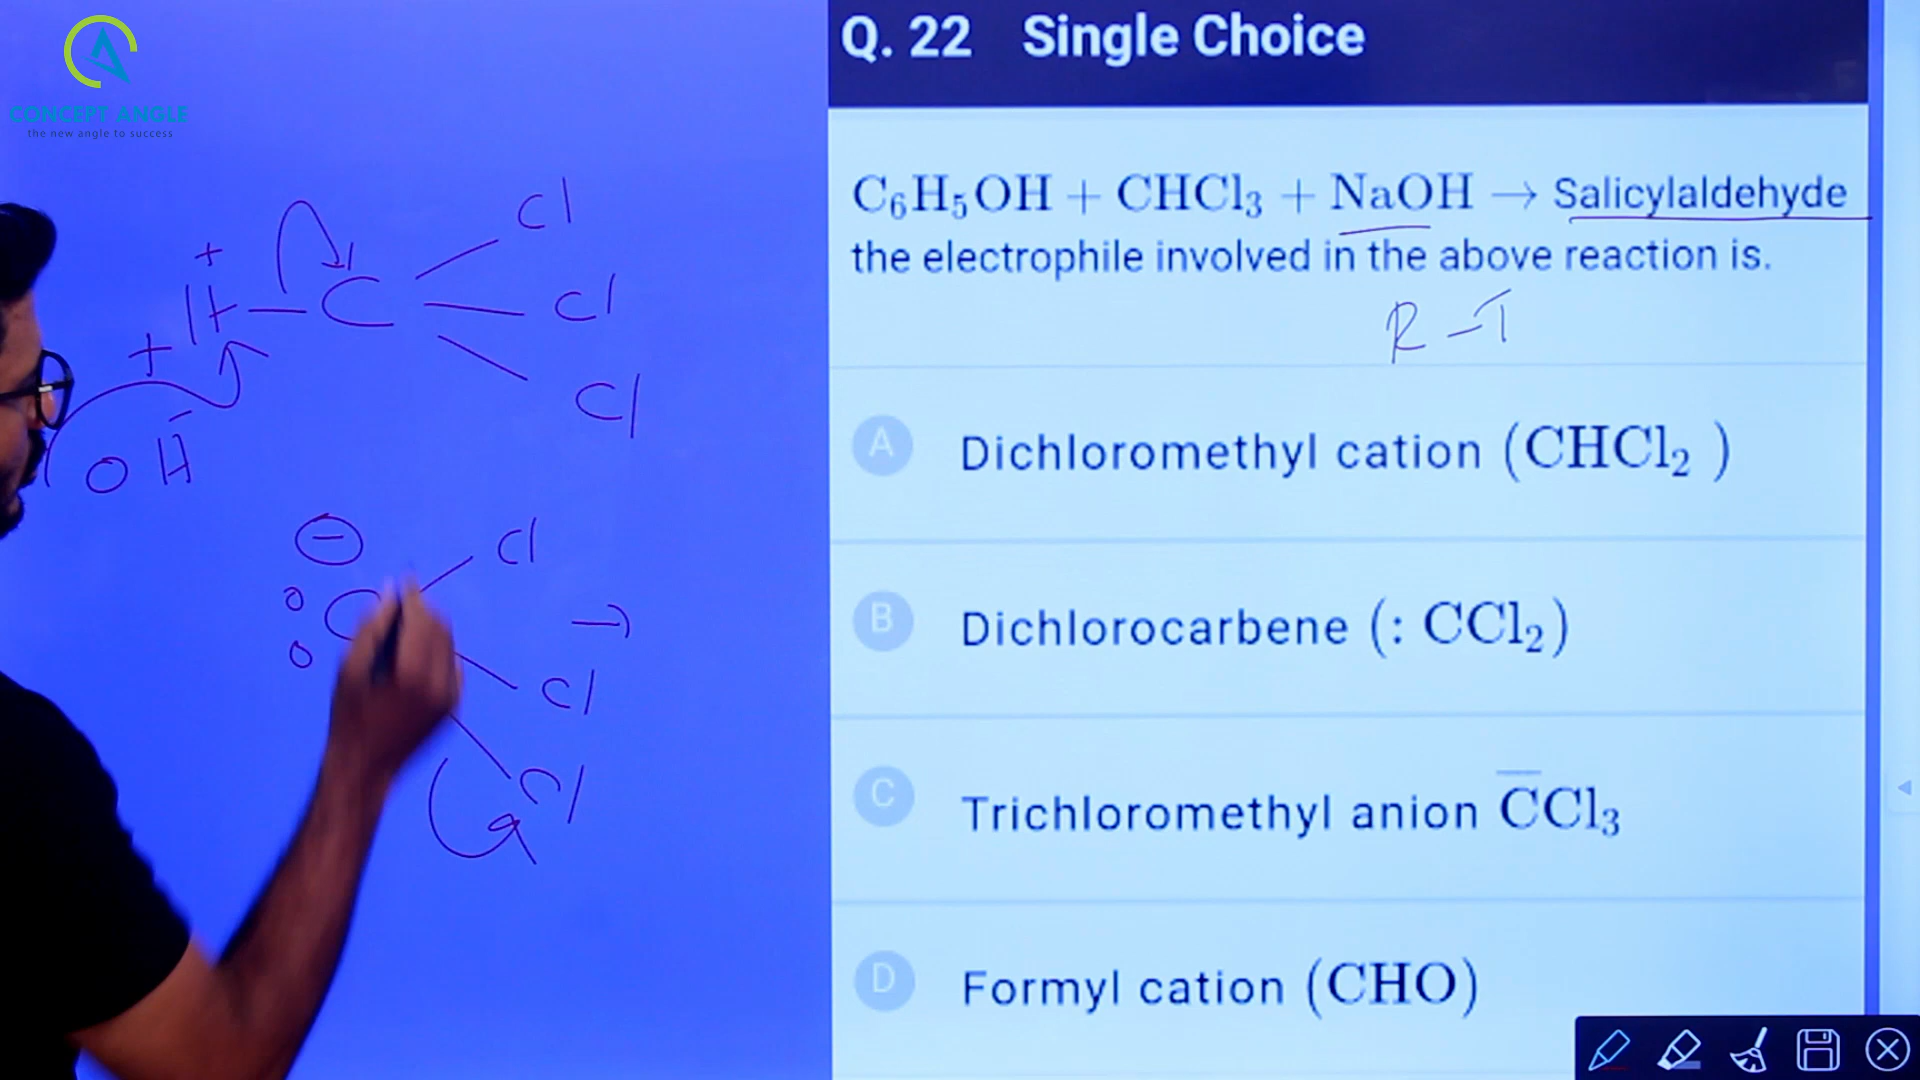 CONCEPT ANGLE
the new angle to success
Q. 22 Single Choice
C₆H₅OH + CHCl₃ + NaOH → Salicylaldehyde
the electrophile involved in the above reaction is.
R-T
A Dichloromethyl cation (CHCl₂ )
B Dichlorocarbene (: CCl₂)
C Trichloromethyl anion C̅Cl₃
D Formyl cation (CHO)
Cl
+
H — C Cl
+
Cl
OH⁻
⊖ Cl
C →
Cl
Cl